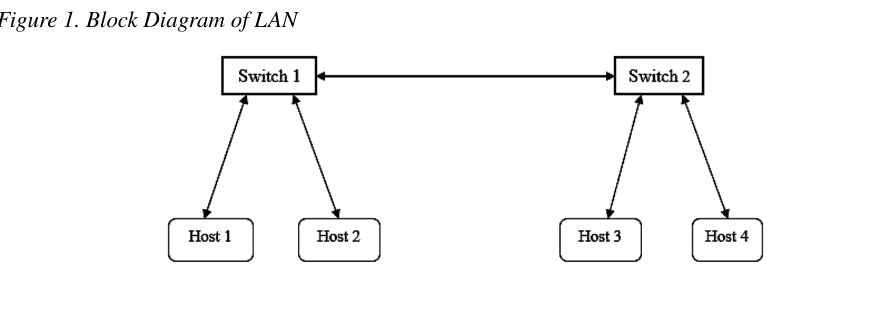 Figure 1. Block Diagram of LAN
Switch 1
Switch 2
Host 1
Host 2
Host 3
Host 4